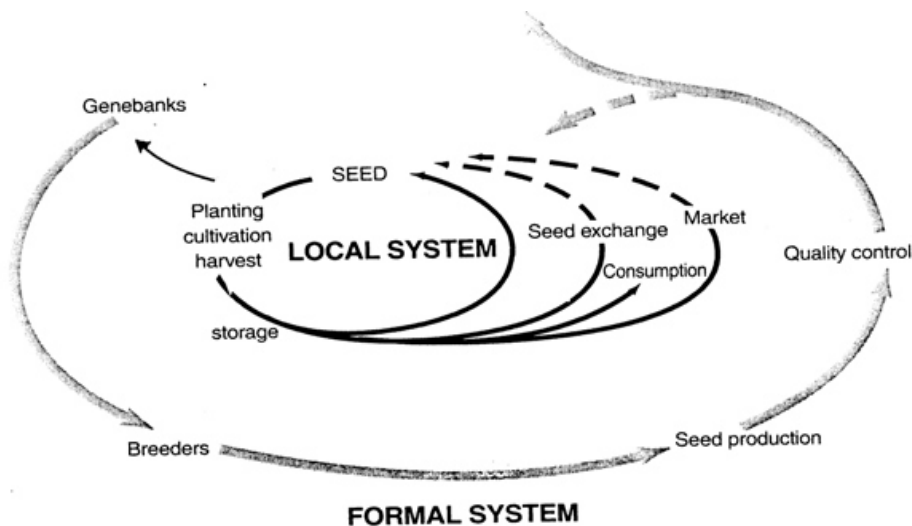 Genebanks
SEED
Planting
cultivation
harvest
LOCAL SYSTEM
Seed exchange
Market
Consumption
Quality control
storage
Breeders
Seed production
FORMAL SYSTEM